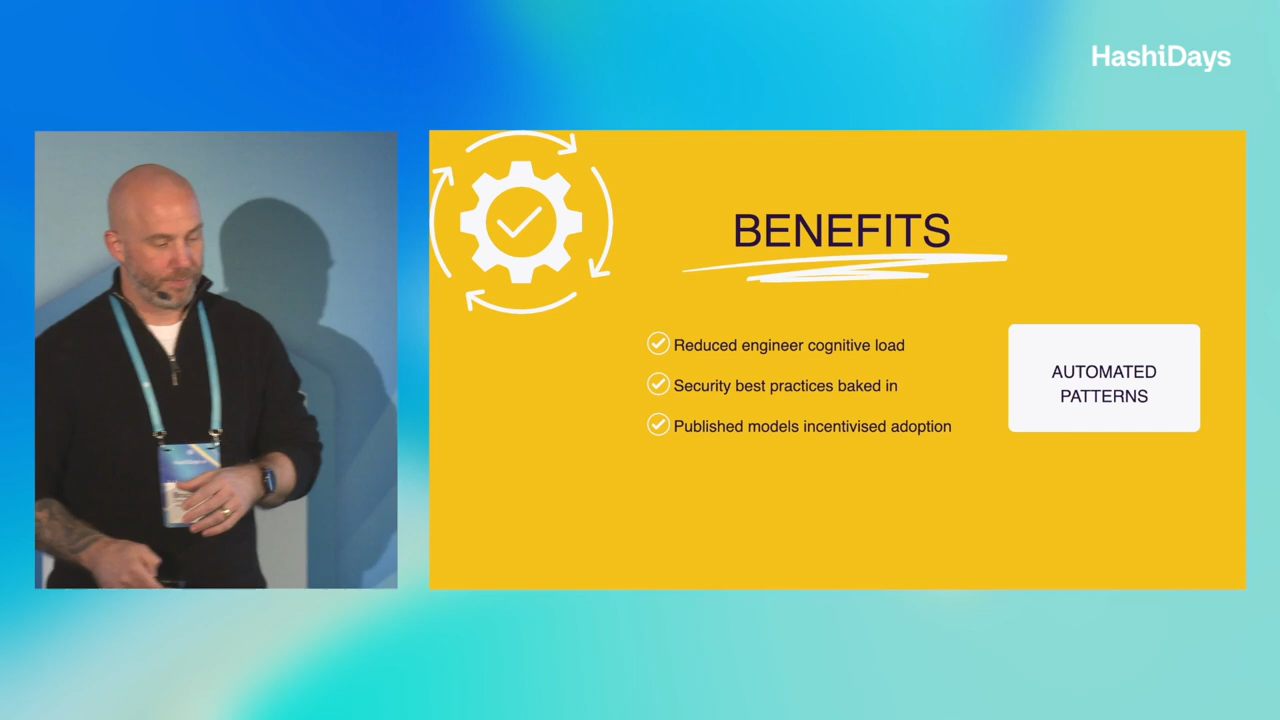 HashiDays
BENEFITS
Reduced engineer cognitive load
Security best practices baked in
Published models incentivised adoption
AUTOMATED
PATTERNS